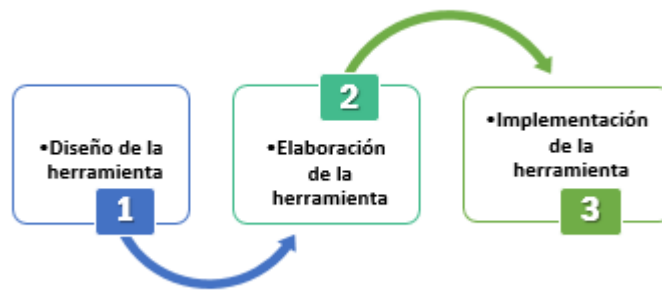 •Diseño de la
herramienta
1
2
•Elaboración
de la
herramienta
•Implementación
de la
herramienta
3